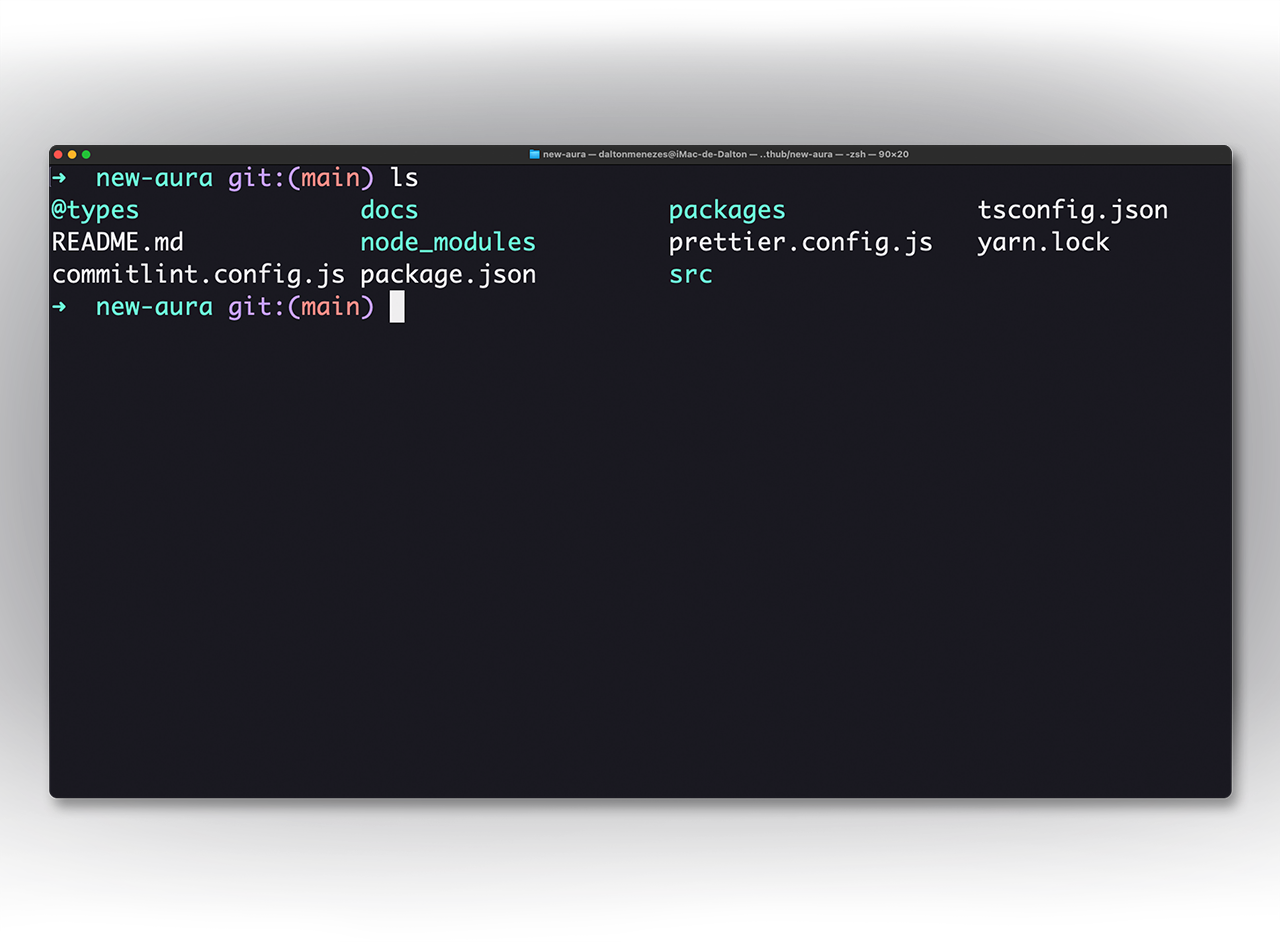 new-aura — daltonmenezes@iMac-de-Dalton — ..thub/new-aura — -zsh — 90×20
→ new-aura git:(main) ls
@types docs packages tsconfig.json
README.md node_modules prettier.config.js yarn.lock
commitlint.config.js package.json src
→ new-aura git:(main)